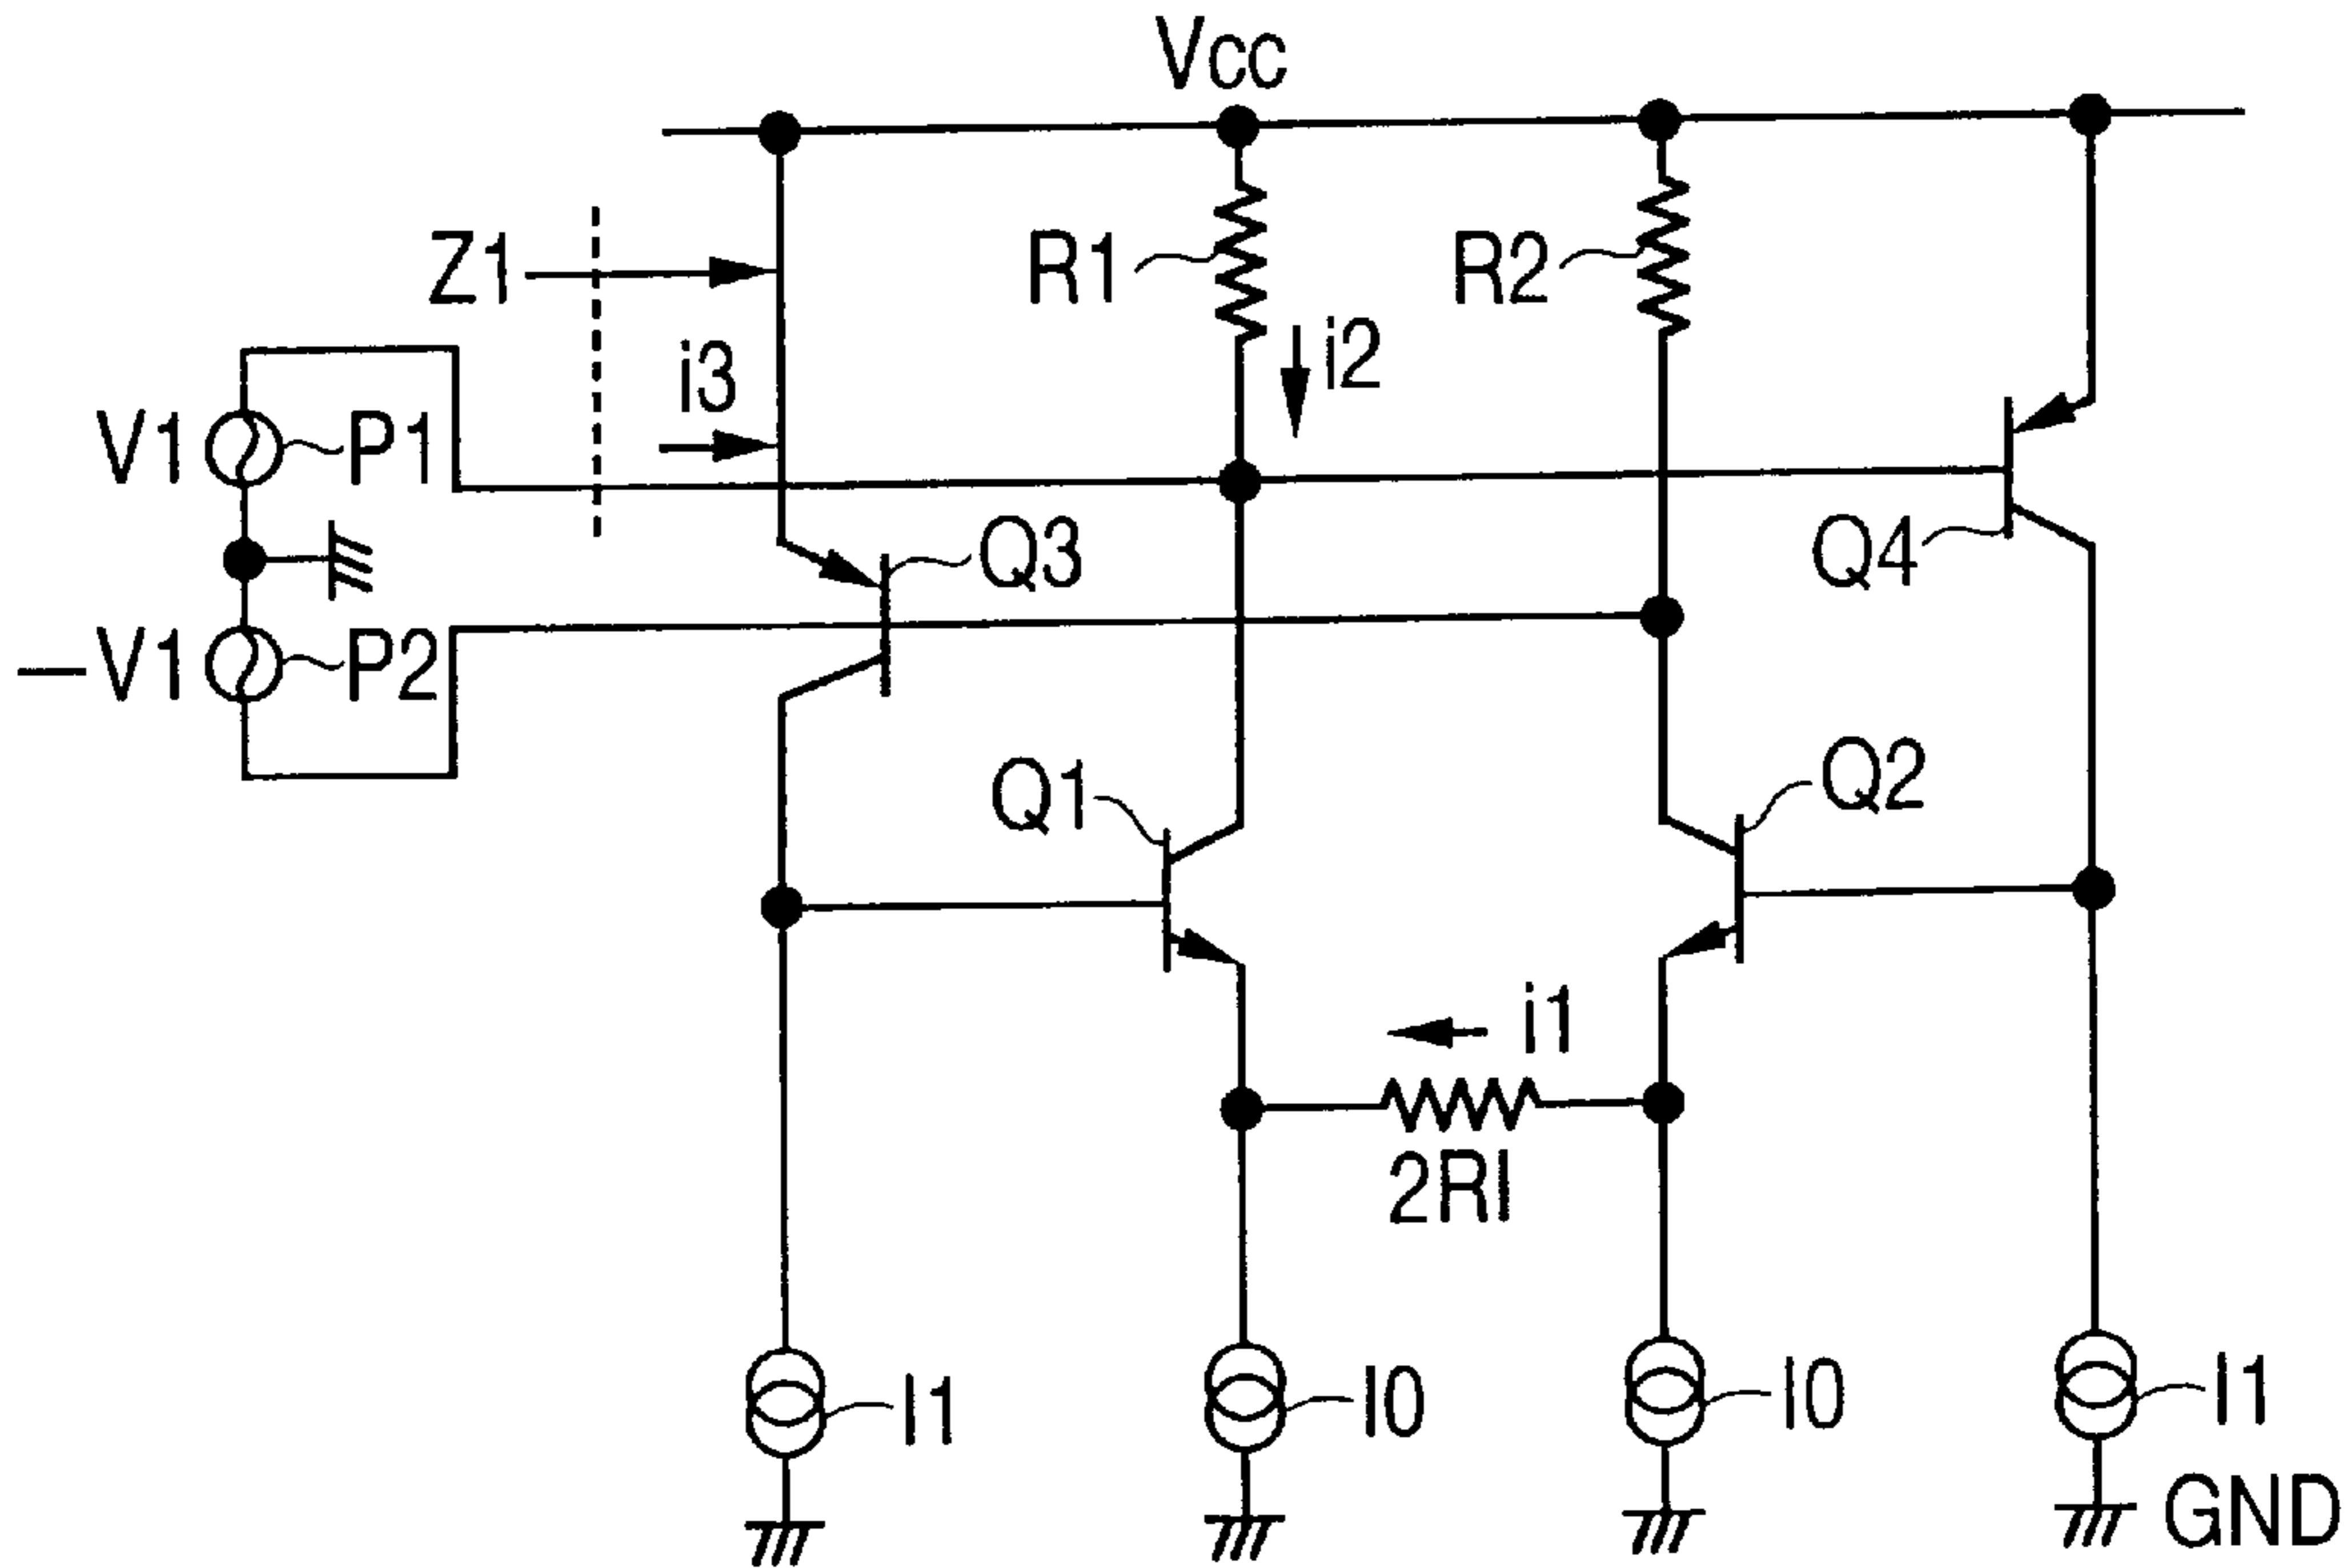 Vcc
Z1
R1
R2
i3
i2
V1
P1
Q3
Q4
—V1
P2
Q1
Q2
i1
2RI
I1
I0
I0
I1
GND